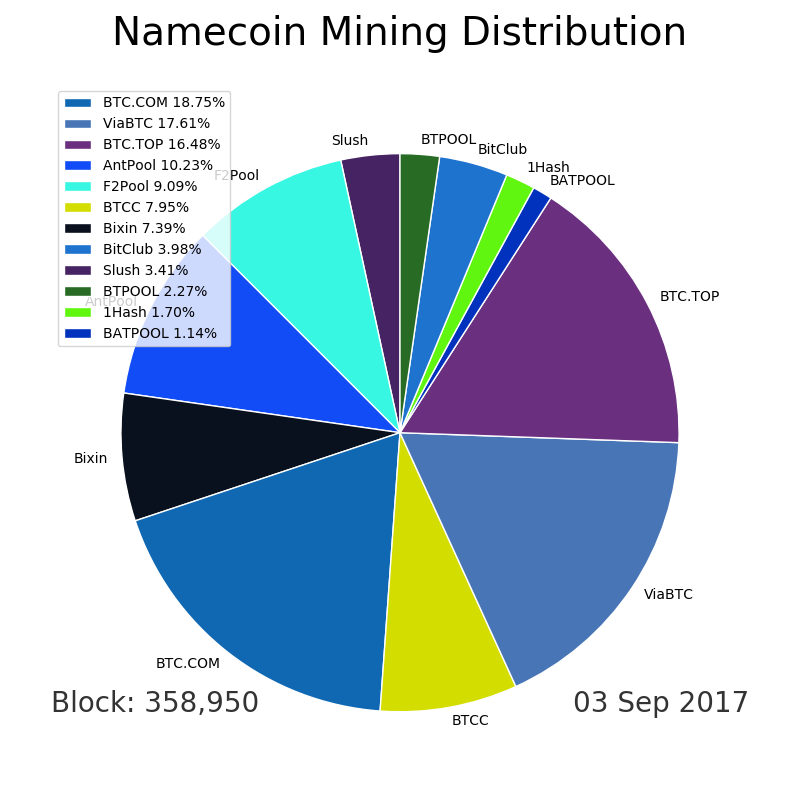 Namecoin Mining Distribution
BTC.COM 18.75%
ViaBTC 17.61%
BTC.TOP 16.48%
AntPool 10.23%
F2Pool 9.09%
BTCC 7.95%
Bixin 7.39%
BitClub 3.98%
Slush 3.41%
BTPOOL 2.27%
1Hash 1.70%
BATPOOL 1.14%
Slush
BTPOOL
BitClub
1Hash
BATPOOL
F2Pool
BTC.TOP
AntPool
Bixin
ViaBTC
BTC.COM
BTCC
Block: 358,950
03 Sep 2017